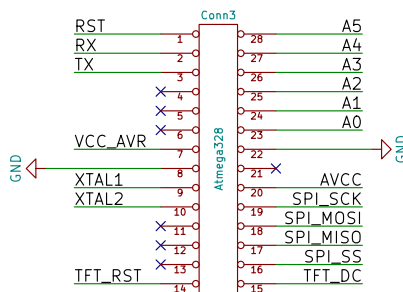 Conn3
RST 1 28 A5
RX 2 27 A4
TX 3 26 A3
4 25 A2
5 24 A1
6 23 A0
VCC_AVR 7 22 GND
GND 8 21
XTAL1 9 20 AVCC
XTAL2 10 19 SPI_SCK
11 18 SPI_MOSI
12 17 SPI_MISO
13 16 SPI_SS
TFT_RST 14 15 TFT_DC
Atmega328